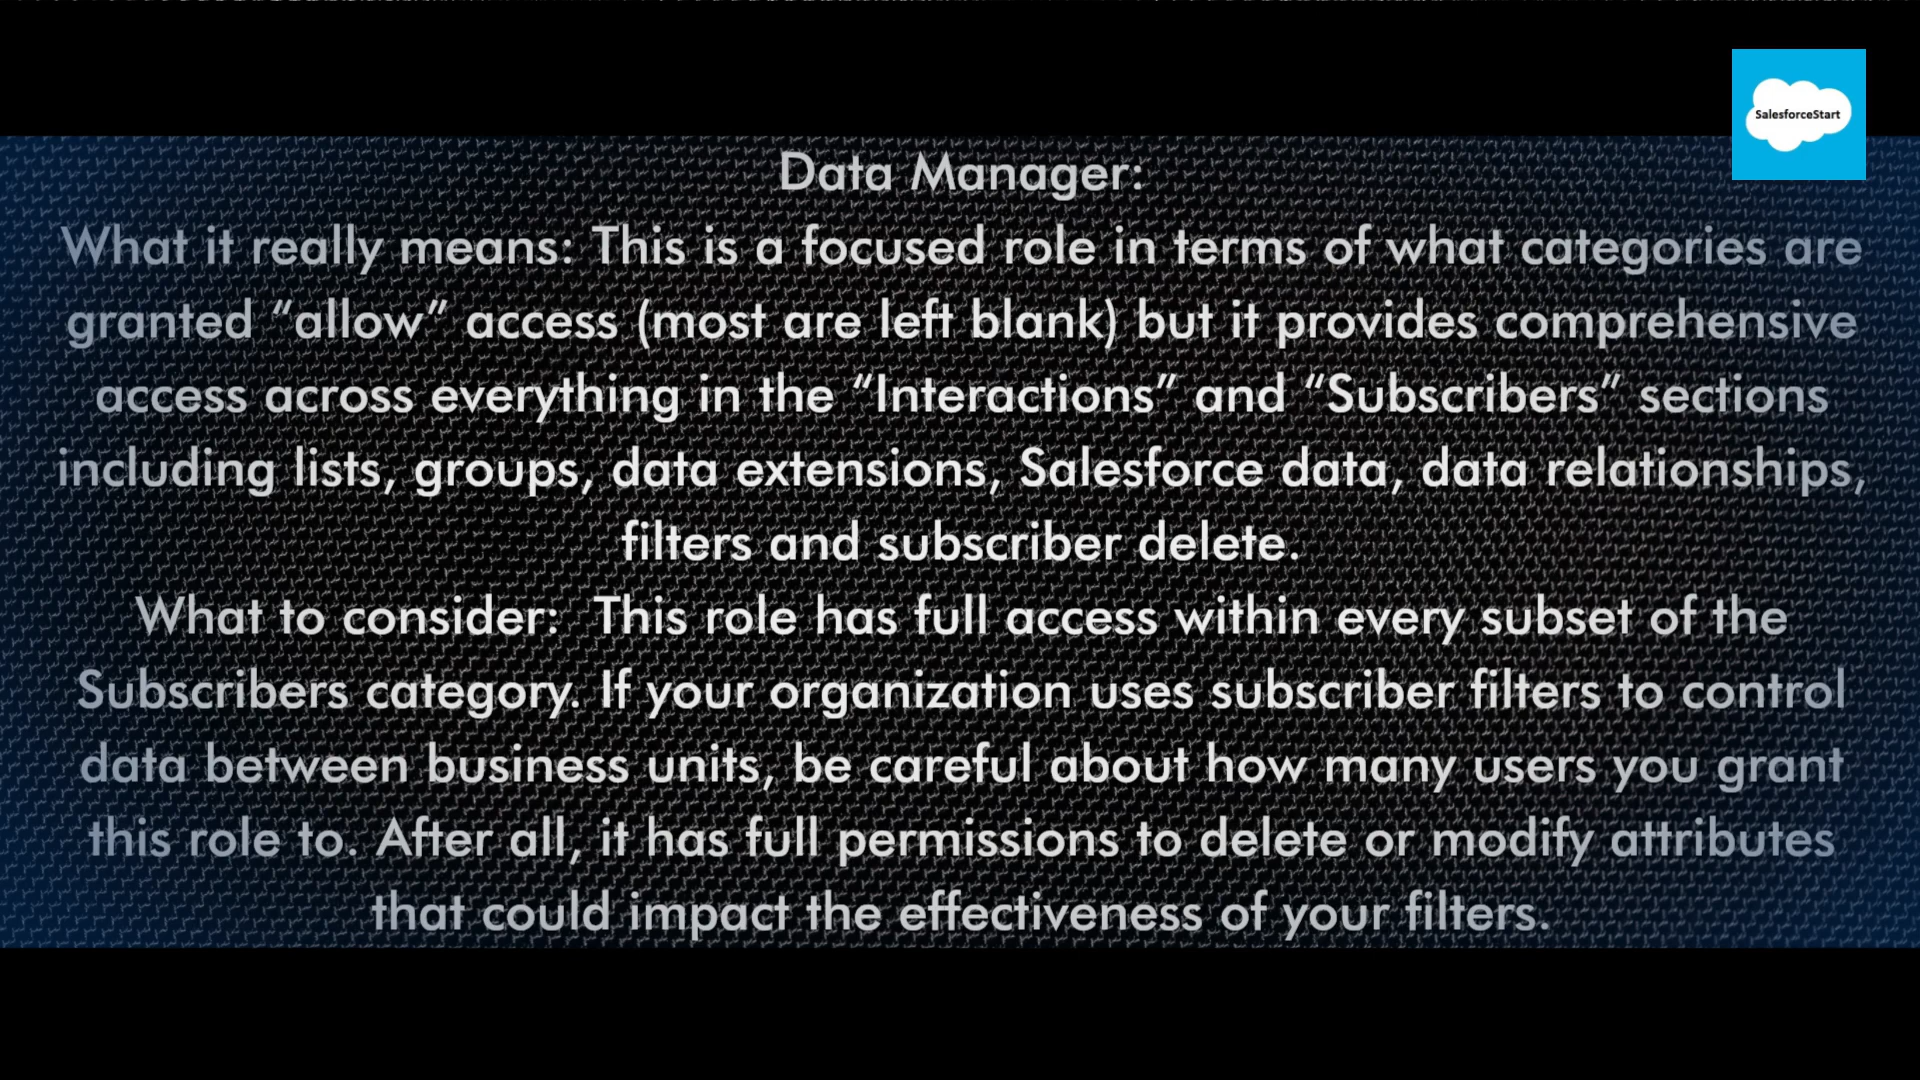 SalesforceStart
Data Manager:
What it really means: This is a focused role in terms of what categories are
granted “allow” access (most are left blank) but it provides comprehensive
access across everything in the “Interactions” and “Subscribers” sections
including lists, groups, data extensions, Salesforce data, data relationships,
filters and subscriber delete.
What to consider:  This role has full access within every subset of the
Subscribers category. If your organization uses subscriber filters to control
data between business units, be careful about how many users you grant
this role to. After all, it has full permissions to delete or modify attributes
that could impact the effectiveness of your filters.